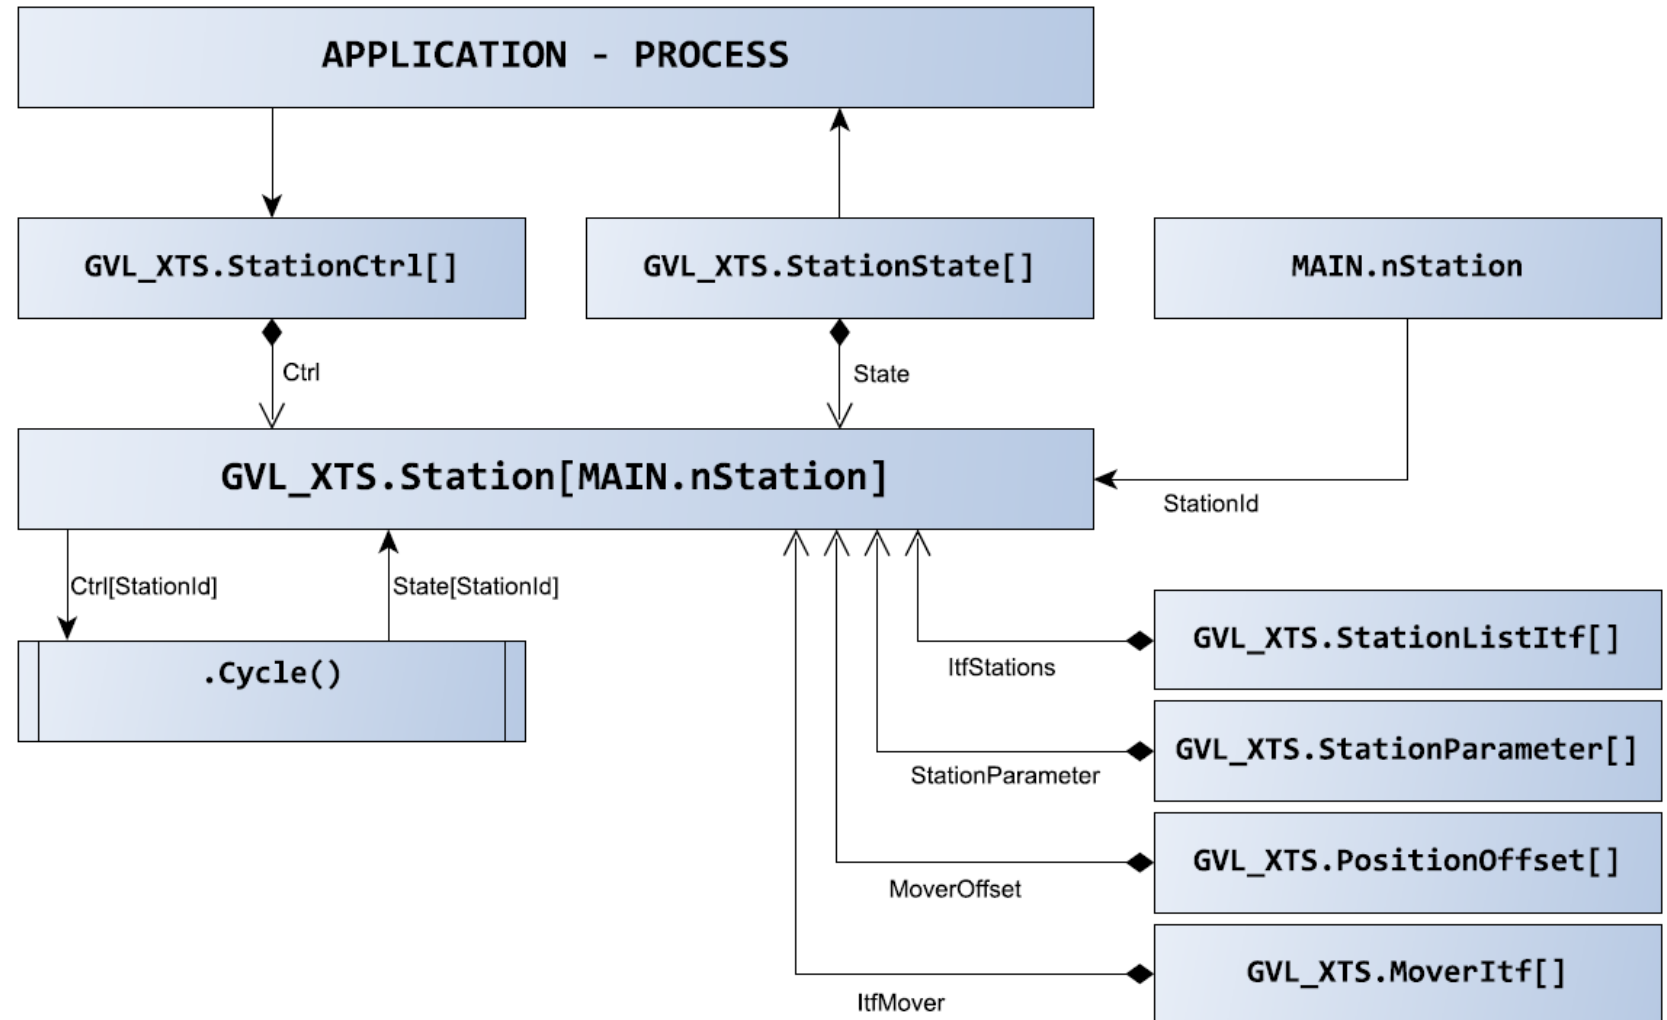 APPLICATION - PROCESS
GVL_XTS.StationCtrl[]
GVL_XTS.StationState[]
MAIN.nStation
Ctrl
State
GVL_XTS.Station[MAIN.nStation]
StationId
Ctrl[StationId]
State[StationId]
.Cycle()
GVL_XTS.StationListItf[]
ItfStations
GVL_XTS.StationParameter[]
StationParameter
GVL_XTS.PositionOffset[]
MoverOffset
GVL_XTS.MoverItf[]
ItfMover